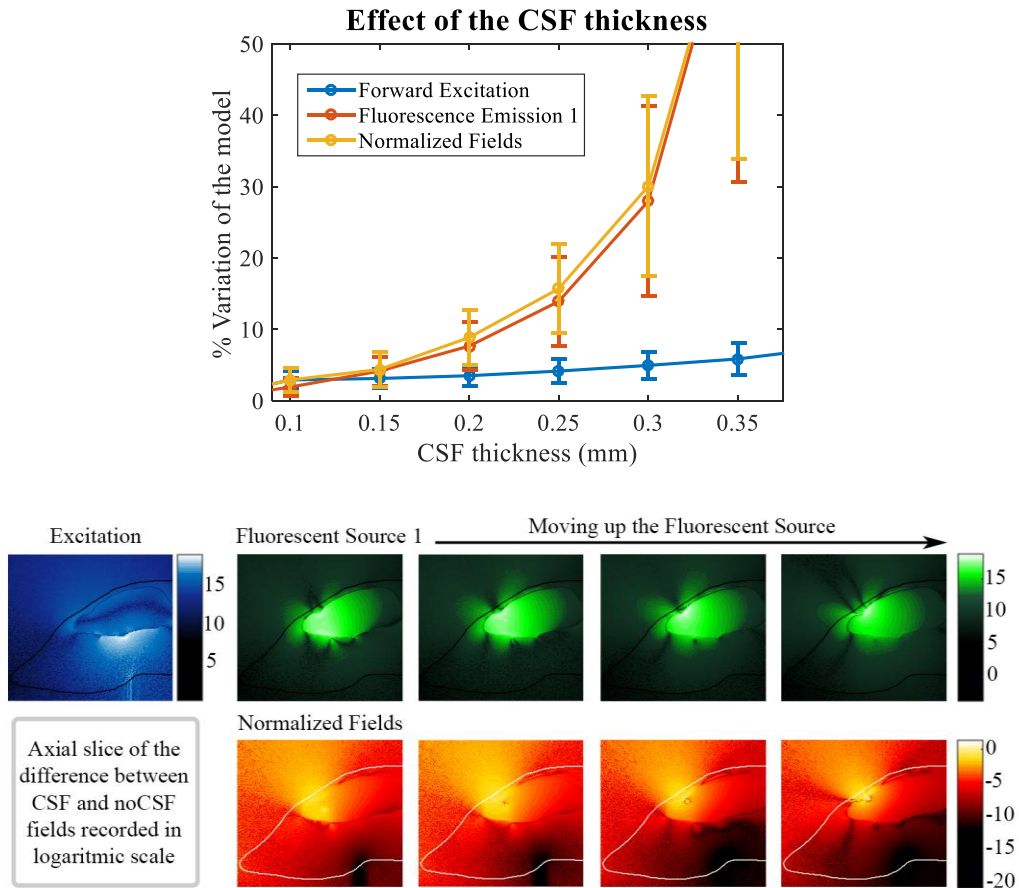 Effect of the CSF thickness
50
40
30
20
10
0
% Variation of the model
Forward Excitation
Fluorescence Emission 1
Normalized Fields
0.1 0.15 0.2 0.25 0.3 0.35
CSF thickness (mm)
Excitation
Fluorescent Source 1
Moving up the Fluorescent Source
15
10
5
15
10
5
0
Normalized Fields
Axial slice of the
difference between
CSF and noCSF
fields recorded in
logaritmic scale
0
-5
-10
-15
-20